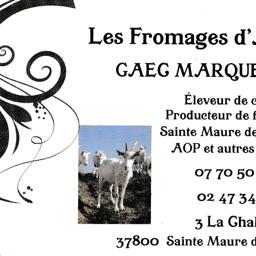 Les Fromages d'J
GAEC MARQUE
Éleveur de c
Producteur de f
Sainte Maure de
AOP et autres
07 70 50
02 47 34
3 La Ghal
37800 Sainte Maure d